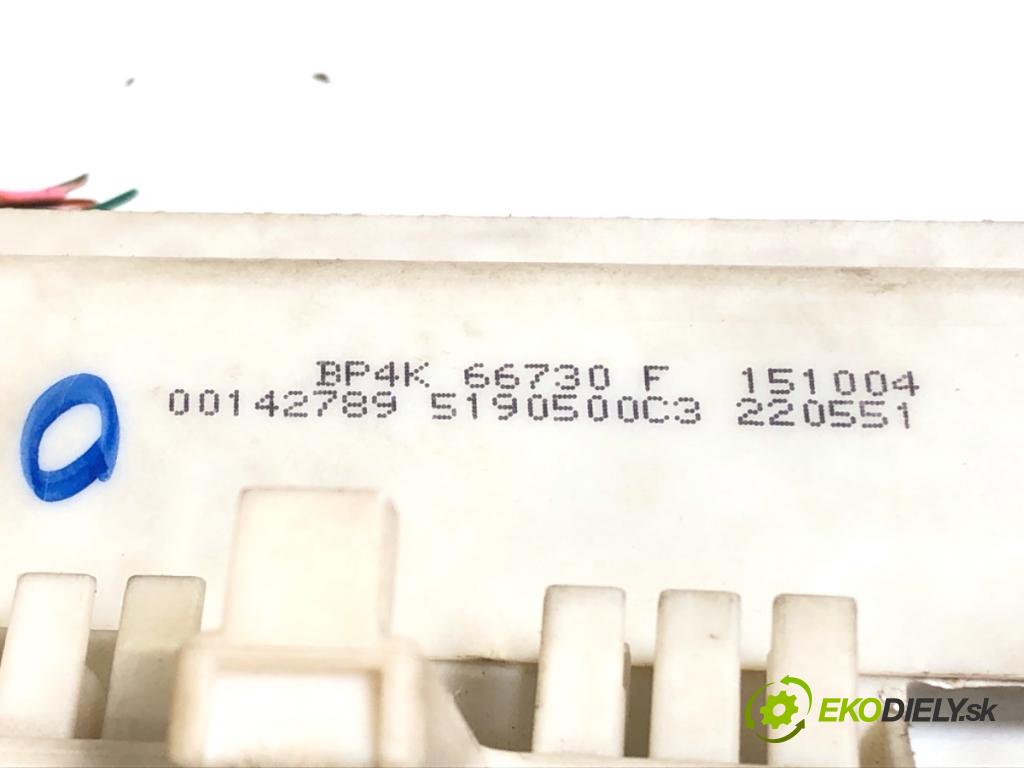 BP4K 66730 F 151004
00142789 5190500C3 220551
EKODIELY.sk